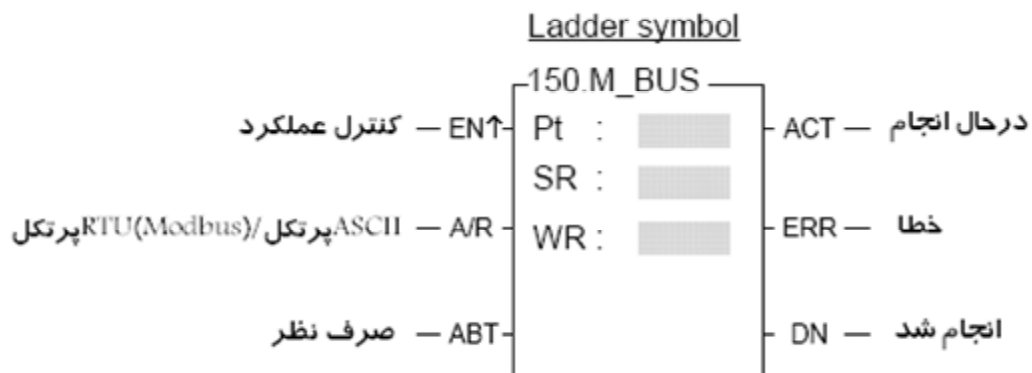 Ladder symbol
150.M_BUS
کنترل عملکرد — EN↑ Pt : ACT — درحال انجام
SR :
پرتکل RTU(Modbus)/پرتکل ASCII — A/R WR : ERR — خطا
صرف نظر — ABT DN — انجام شد